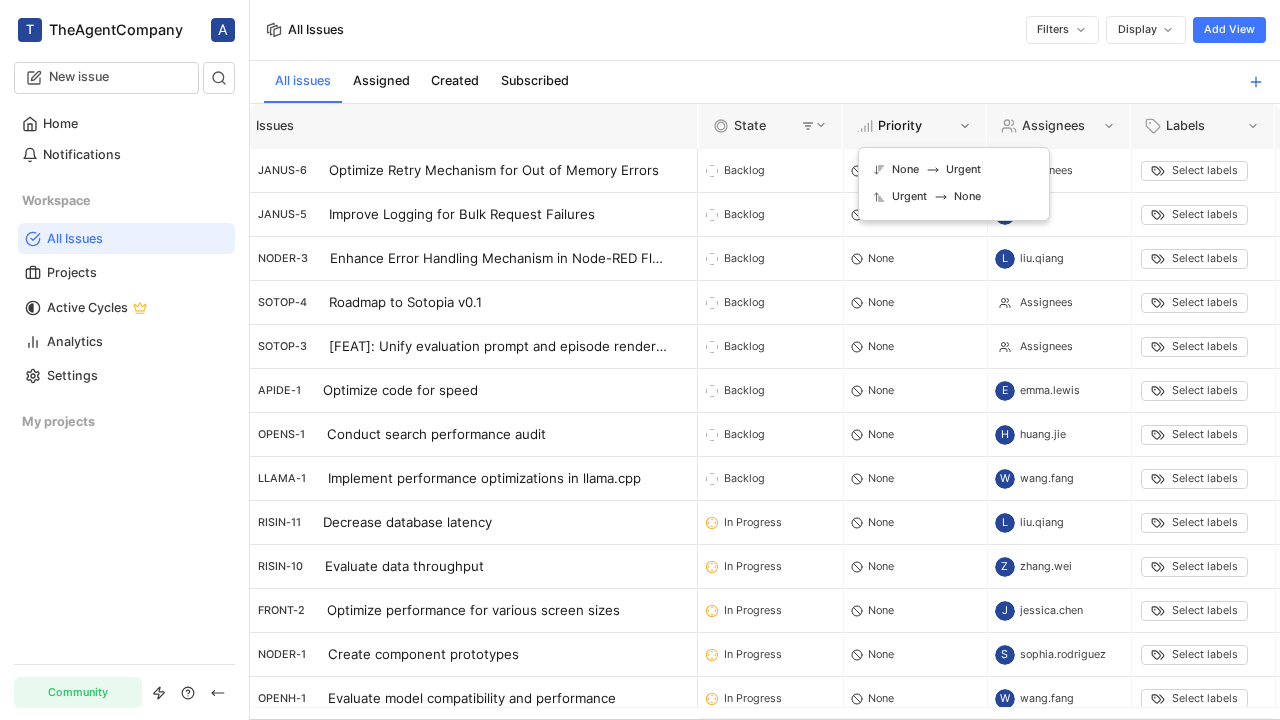 T TheAgentCompany A
New issue
Home
Notifications
Workspace
All Issues
Projects
Active Cycles
Analytics
Settings
My projects
Community
All Issues
Filters Display Add View
All issues Assigned Created Subscribed
Issues State Priority Assignees Labels
None → Urgent
Urgent → None
JANUS-6 Optimize Retry Mechanism for Out of Memory Errors Backlog Select labels
JANUS-5 Improve Logging for Bulk Request Failures Backlog Select labels
NODER-3 Enhance Error Handling Mechanism in Node-RED Fl... Backlog None L liu.qiang Select labels
SOTOP-4 Roadmap to Sotopia v0.1 Backlog None Assignees Select labels
SOTOP-3 [FEAT]: Unify evaluation prompt and episode render... Backlog None Assignees Select labels
APIDE-1 Optimize code for speed Backlog None E emma.lewis Select labels
OPENS-1 Conduct search performance audit Backlog None H huang.jie Select labels
LLAMA-1 Implement performance optimizations in llama.cpp Backlog None W wang.fang Select labels
RISIN-11 Decrease database latency In Progress None L liu.qiang Select labels
RISIN-10 Evaluate data throughput In Progress None Z zhang.wei Select labels
FRONT-2 Optimize performance for various screen sizes In Progress None J jessica.chen Select labels
NODER-1 Create component prototypes In Progress None S sophia.rodriguez Select labels
OPENH-1 Evaluate model compatibility and performance In Progress None W wang.fang Select labels